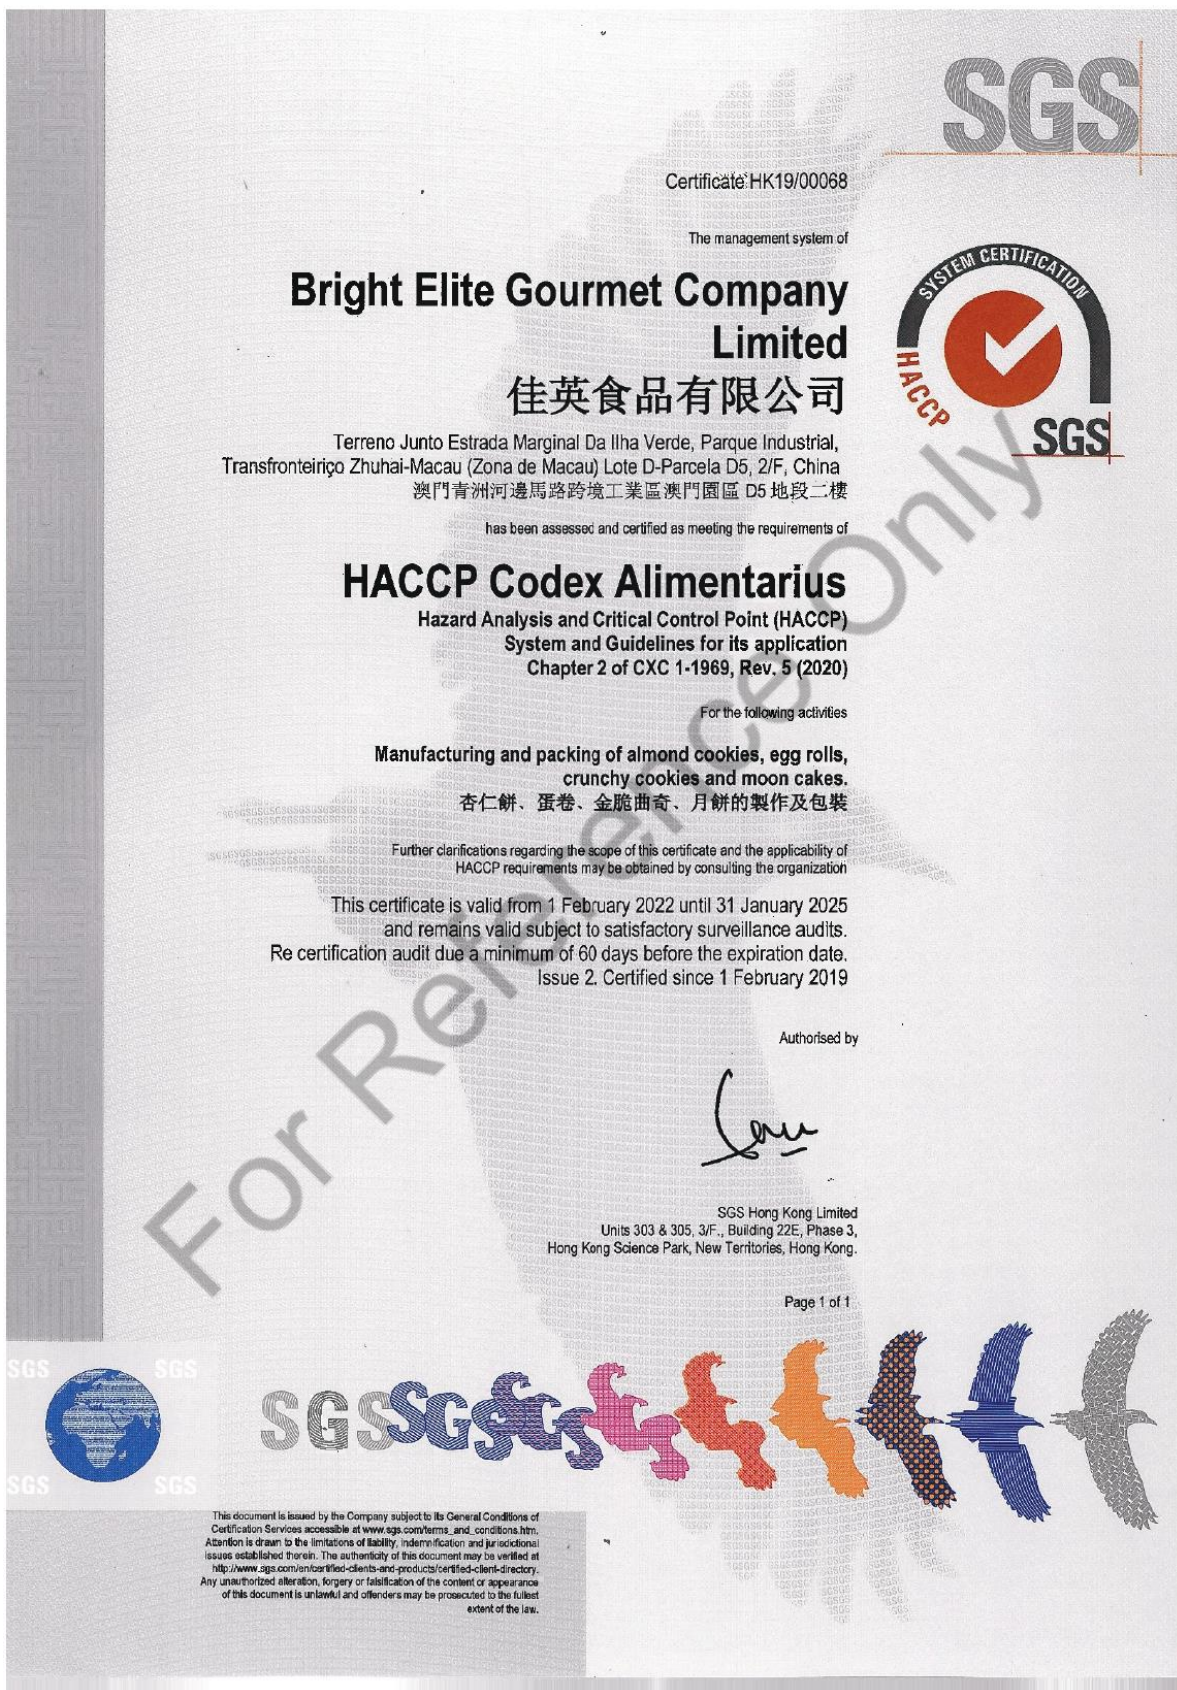 SGS
Certificate HK19/00068
The management system of
Bright Elite Gourmet Company
Limited
佳英食品有限公司
SYSTEM CERTIFICATION
HACCP
SGS
Terreno Junto Estrada Marginal Da Ilha Verde, Parque Industrial,
Transfronteiriço Zhuhai-Macau (Zona de Macau) Lote D-Parcela D5, 2/F, China
澳門青洲河邊馬路跨境工業區澳門園區 D5 地段二樓
has been assessed and certified as meeting the requirements of
HACCP Codex Alimentarius
Hazard Analysis and Critical Control Point (HACCP)
System and Guidelines for its application
Chapter 2 of CXC 1-1969, Rev. 5 (2020)
For the following activities
Manufacturing and packing of almond cookies, egg rolls,
crunchy cookies and moon cakes.
杏仁餅、蛋卷、金脆曲奇、月餅的製作及包裝
Further clarifications regarding the scope of this certificate and the applicability of
HACCP requirements may be obtained by consulting the organization
This certificate is valid from 1 February 2022 until 31 January 2025
and remains valid subject to satisfactory surveillance audits.
Re certification audit due a minimum of 60 days before the expiration date.
Issue 2. Certified since 1 February 2019
Authorised by
SGS Hong Kong Limited
Units 303 & 305, 3/F., Building 22E, Phase 3,
Hong Kong Science Park, New Territories, Hong Kong.
Page 1 of 1
For Reference Only
SGS SGS
SGS SGS
SGS SGS SGS
This document is issued by the Company subject to its General Conditions of
Certification Services accessible at www.sgs.com/terms_and_conditions.htm.
Attention is drawn to the limitations of liability, indemnification and jurisdictional
issues established therein. The authenticity of this document may be verified at
http://www.sgs.com/en/certified-clients-and-products/certified-client-directory.
Any unauthorized alteration, forgery or falsification of the content or appearance
of this document is unlawful and offenders may be prosecuted to the fullest
extent of the law.